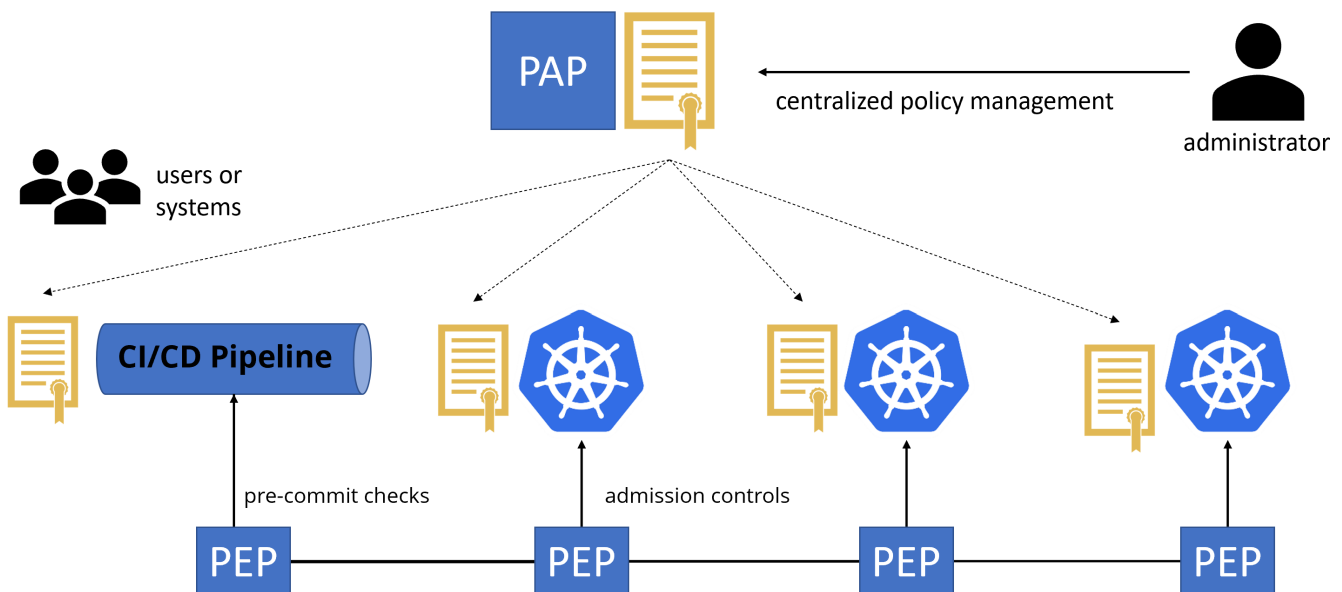 PAP
centralized policy management
administrator
users or
systems
CI/CD Pipeline
pre-commit checks
admission controls
PEP
PEP
PEP
PEP